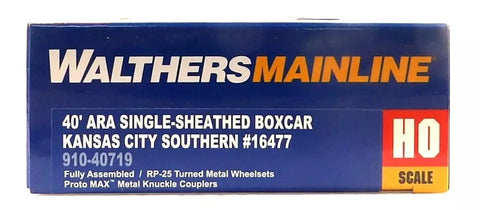 WALTHERSMAINLINE®
40' ARA SINGLE-SHEATHED BOXCAR
KANSAS CITY SOUTHERN #16477
910-40719
Fully Assembled / RP-25 Turned Metal Wheelsets
Proto MAX™ Metal Knuckle Couplers
HO
SCALE